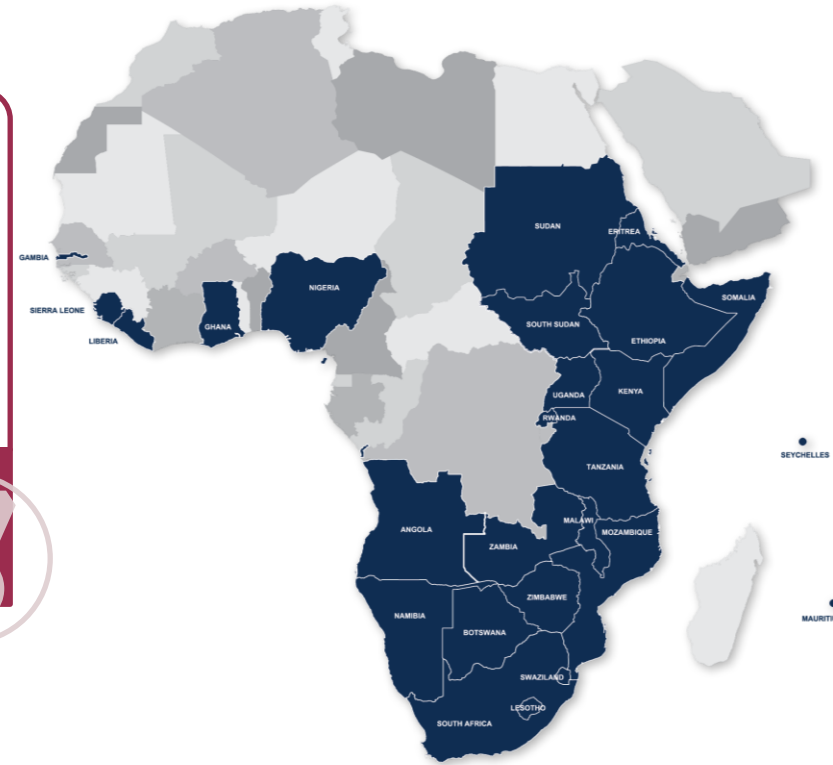 SUDAN
ERITREA
GAMBIA
NIGERIA
SOMALIA
SIERRA LEONE
GHANA
SOUTH SUDAN
LIBERIA
ETHIOPIA
UGANDA
KENYA
RWANDA
SEYCHELLES
TANZANIA
ANGOLA
MALAWI
MOZAMBIQUE
ZAMBIA
ZIMBABWE
NAMIBIA
MAURITI
BOTSWANA
SWAZILAND
LESOTHO
SOUTH AFRICA